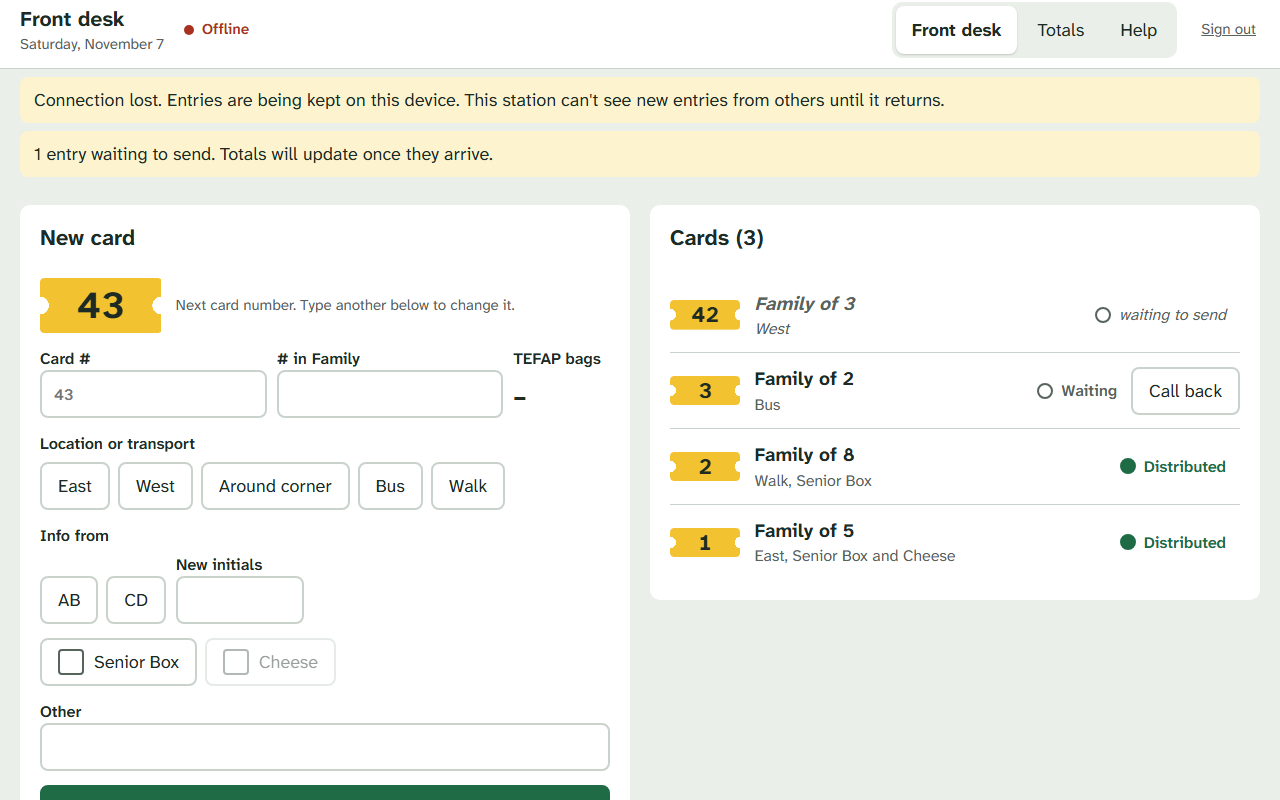 Front desk
Saturday, November 7
Offline
Front desk
Totals
Help
Sign out
Connection lost. Entries are being kept on this device. This station can't see new entries from others until it returns.
1 entry waiting to send. Totals will update once they arrive.
New card
43
Next card number. Type another below to change it.
Card #
# in Family
TEFAP bags
43
–
Location or transport
East
West
Around corner
Bus
Walk
Info from
New initials
AB
CD
Senior Box
Cheese
Other
Cards (3)
42
Family of 3
West
waiting to send
3
Family of 2
Bus
Waiting
Call back
2
Family of 8
Walk, Senior Box
Distributed
1
Family of 5
East, Senior Box and Cheese
Distributed